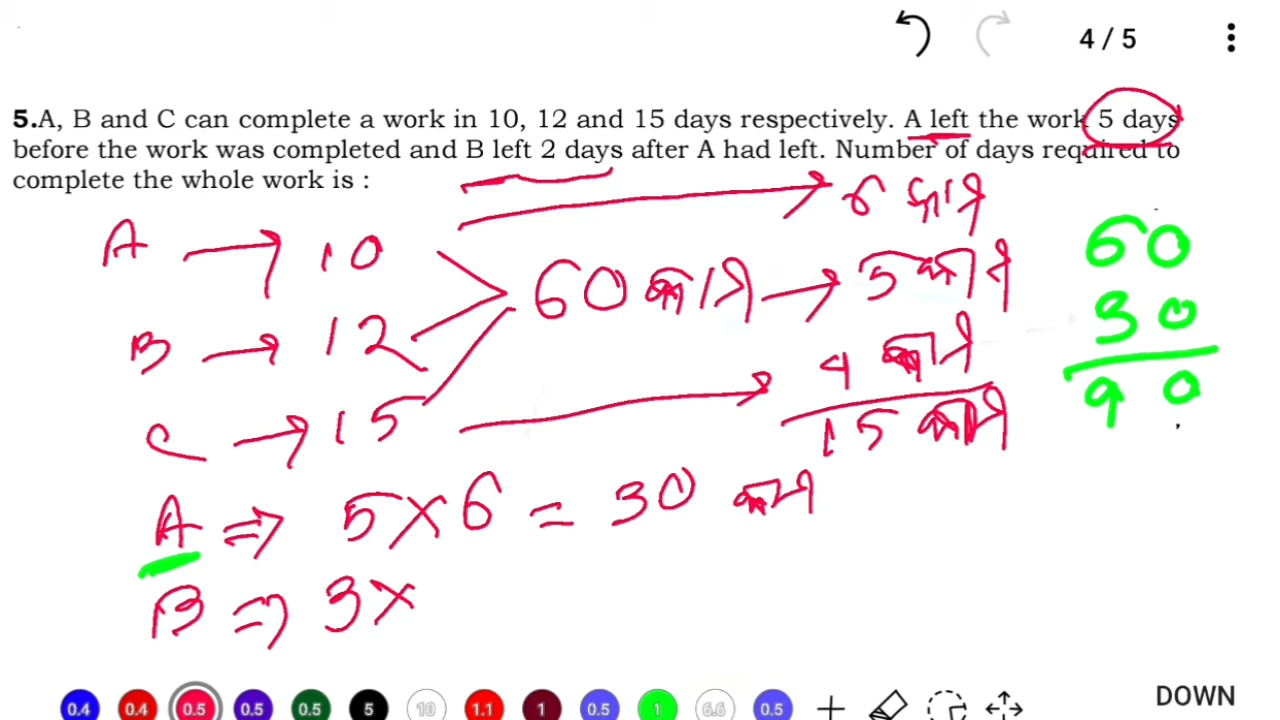 4 / 5
5.A, B and C can complete a work in 10, 12 and 15 days respectively. A left the work 5 days
before the work was completed and B left 2 days after A had left. Number of days required to
complete the whole work is :
A → 10 → 6 काम
B → 12 60 काम → 5 काम
C → 15 → 4 काम
15 काम
A ⇒ 5 × 6 = 30 काम
B ⇒ 3 ×
60
30
90
0.4 0.4 0.5 0.5 0.5 5 10 1.1 1 0.5 1 6.6 0.5
DOWN